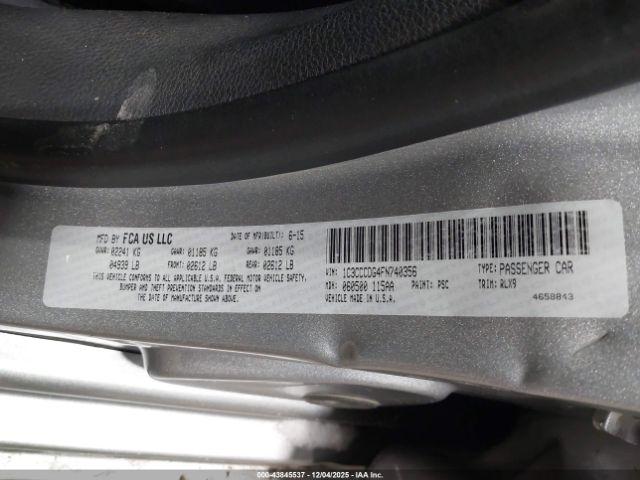 MFD BY FCA US LLC DATE OF MFR(BUILT): 6-15
GVWR: 02241 KG GAWR: 01185 KG GAWR: 01185 KG
04939 LB FRONT: 02612 LB REAR: 02612 LB
THIS VEHICLE CONFORMS TO ALL APPLICABLE U.S.A. FEDERAL MOTOR VEHICLE SAFETY,
BUMPER AND THEFT PREVENTION STANDARDS IN EFFECT ON
THE DATE OF MANUFACTURE SHOWN ABOVE.
VIN: 1C3CCCDG4FN740356 TYPE: PASSENGER CAR
MDH: 060500 115AA PAINT: PSC TRIM: RLX9
VEHICLE MADE IN U.S.A. 4658843
000-43845537 - 12/04/2025 - IAAI.COM